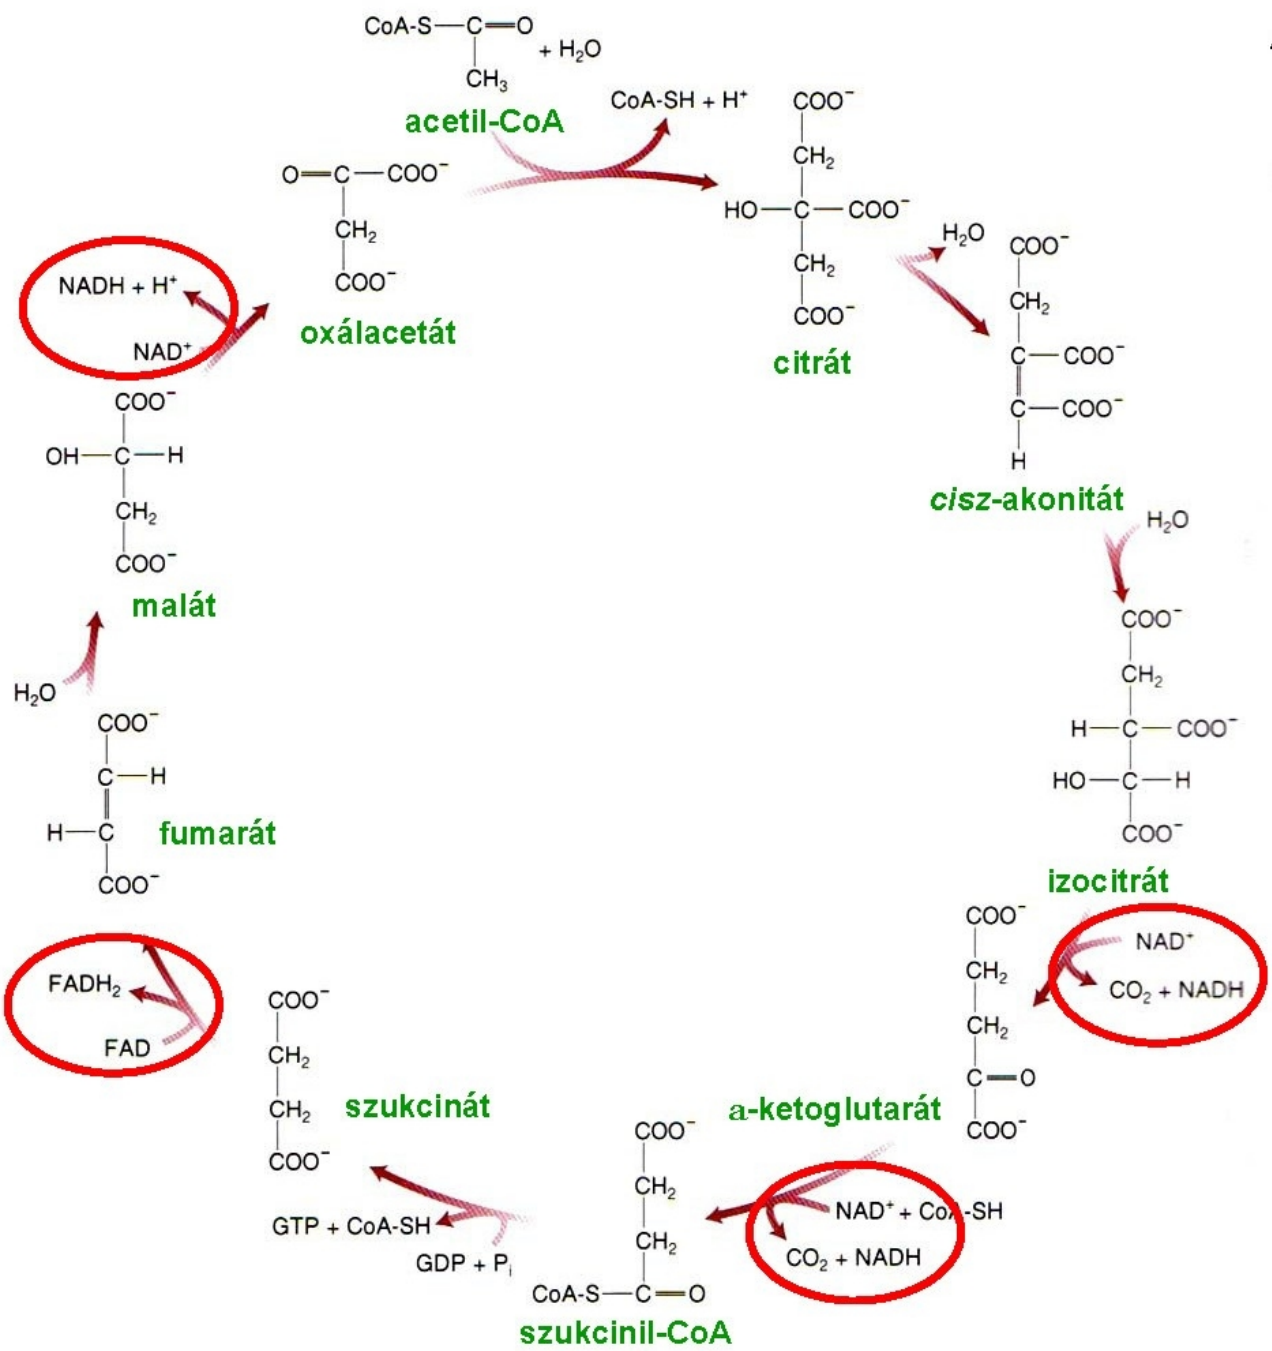 CoA-S—C=O
+ H₂O
CH₃
acetil-CoA
CoA-SH + H⁺
O=C—COO⁻
CH₂
COO⁻
oxálacetát
COO⁻
CH₂
HO—C—COO⁻
CH₂
COO⁻
citrát
H₂O
COO⁻
CH₂
C—COO⁻
C—COO⁻
H
cisz-akonitát
H₂O
COO⁻
CH₂
H—C—COO⁻
HO—C—H
COO⁻
izocitrát
NAD⁺
CO₂ + NADH
COO⁻
CH₂
CH₂
C=O
COO⁻
a-ketoglutarát
NAD⁺ + CoA-SH
CO₂ + NADH
COO⁻
CH₂
CH₂
CoA-S—C=O
szukcinil-CoA
GDP + Pᵢ
GTP + CoA-SH
COO⁻
CH₂
CH₂
COO⁻
szukcinát
FAD
FADH₂
COO⁻
C—H
H—C
COO⁻
fumarát
H₂O
COO⁻
OH—C—H
CH₂
COO⁻
malát
NAD⁺
NADH + H⁺